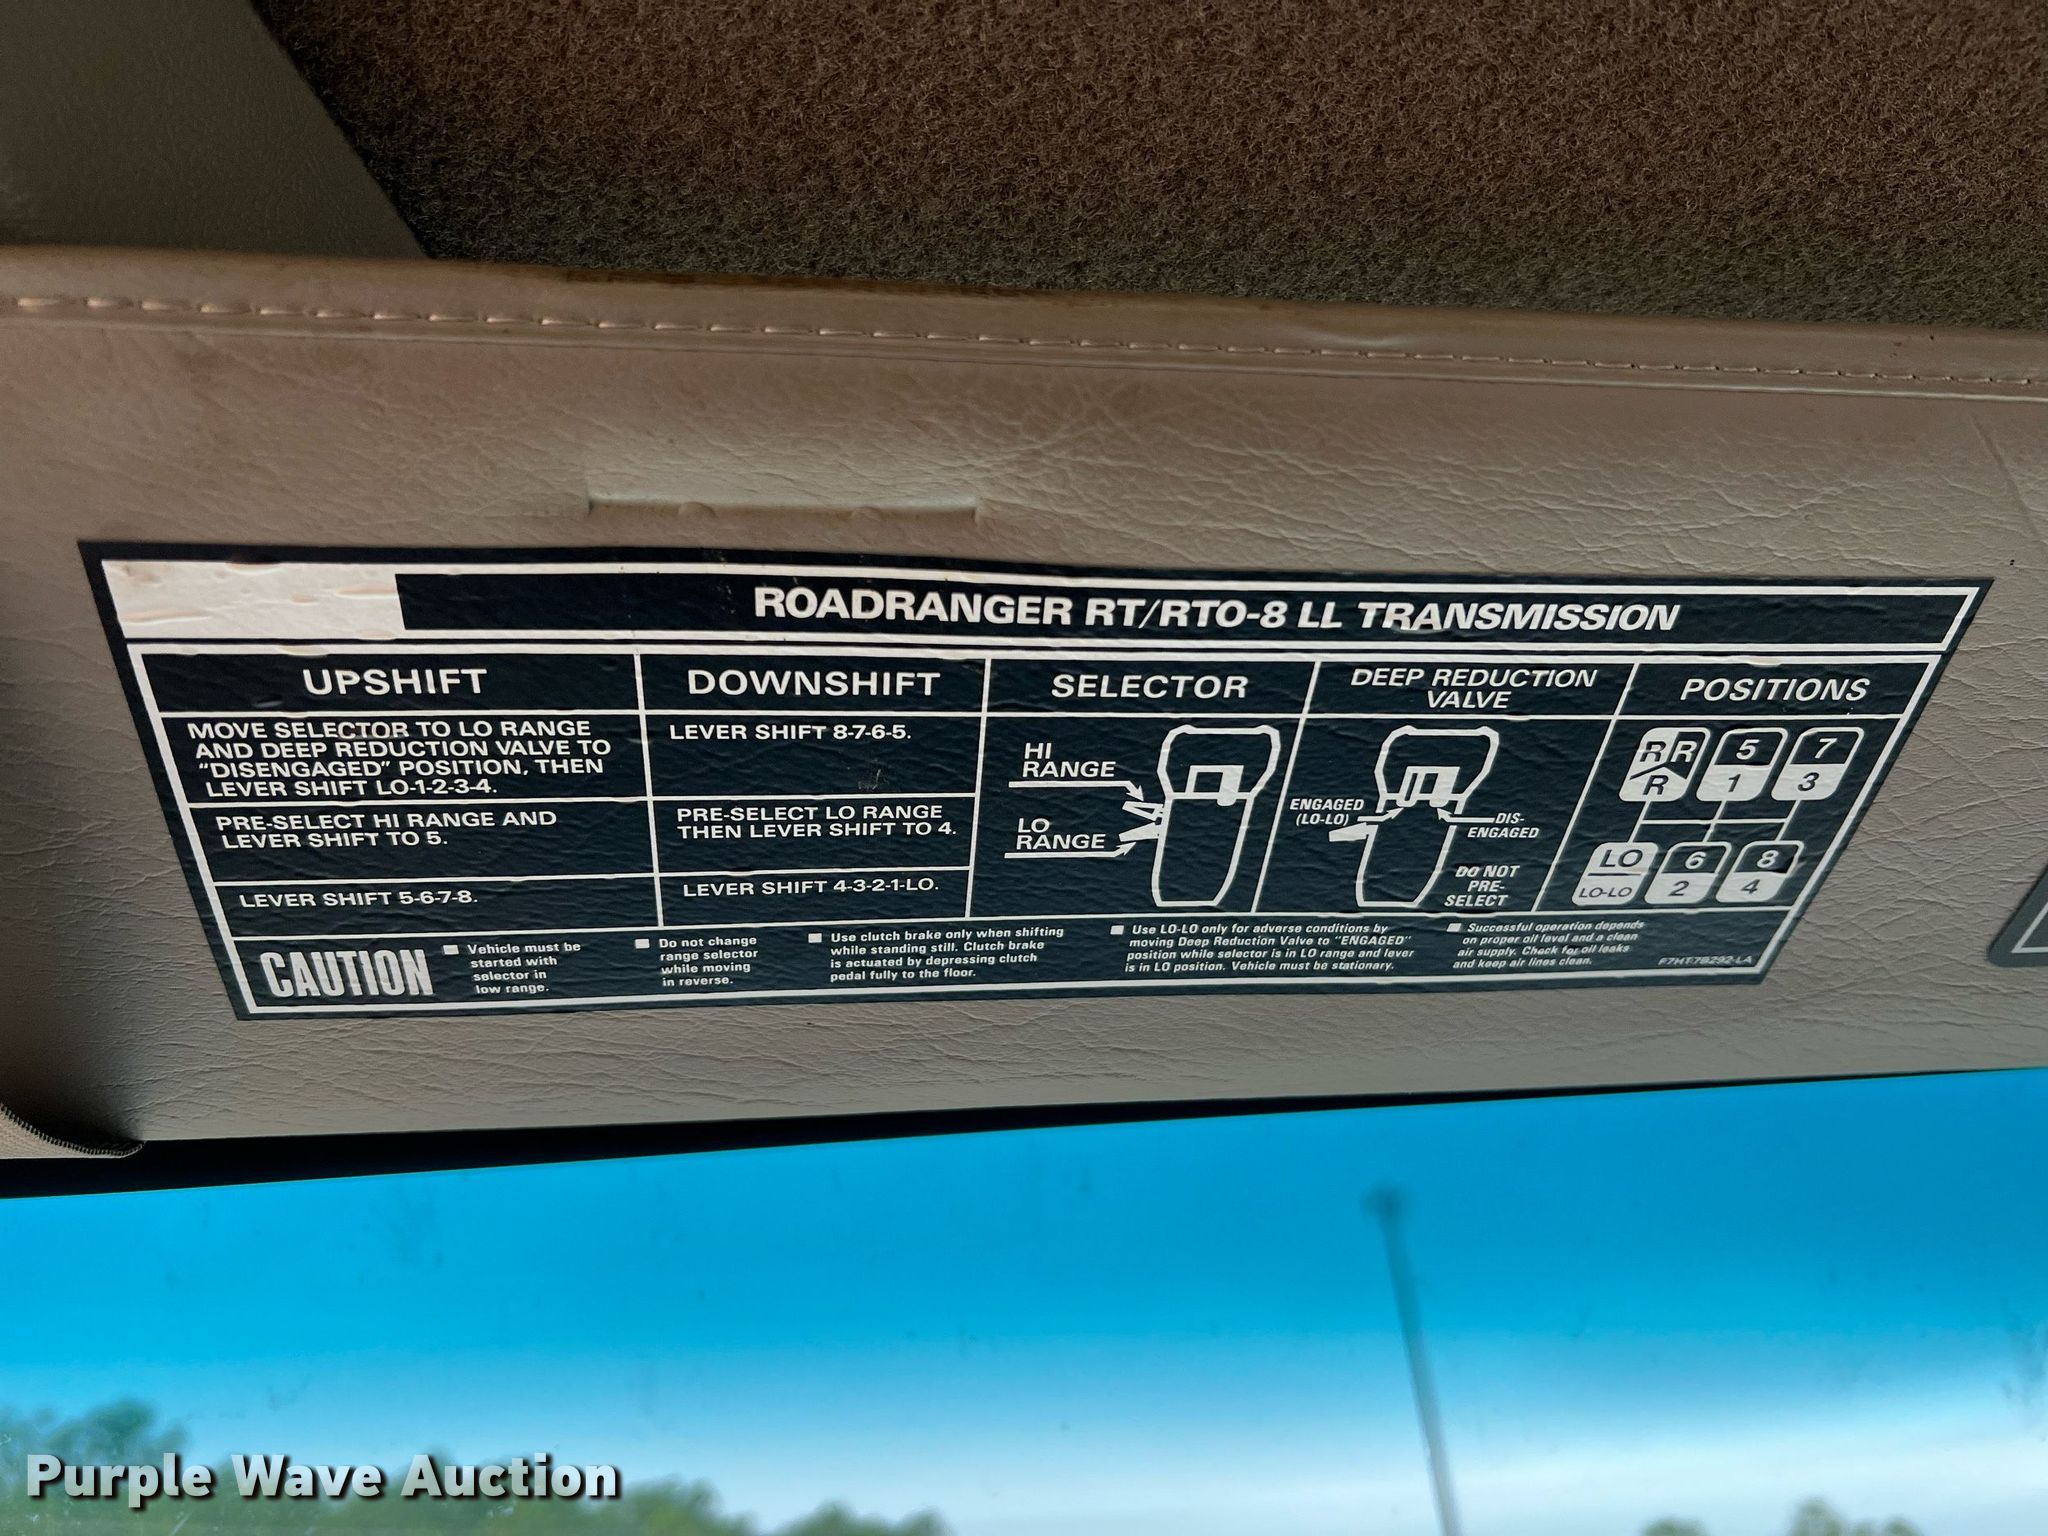 ROADRANGER RT/RTO-8 LL TRANSMISSION
UPSHIFT
MOVE SELECTOR TO LO RANGE
AND DEEP REDUCTION VALVE TO
"DISENGAGED" POSITION, THEN
LEVER SHIFT LO-1-2-3-4.
PRE-SELECT HI RANGE AND
LEVER SHIFT TO 5.
LEVER SHIFT 5-6-7-8.
DOWNSHIFT
LEVER SHIFT 8-7-6-5.
PRE-SELECT LO RANGE
THEN LEVER SHIFT TO 4.
LEVER SHIFT 4-3-2-1-LO.
SELECTOR
HI
RANGE
LO
RANGE
DEEP REDUCTION
VALVE
ENGAGED
(LO-LO)
DIS-
ENGAGED
DO NOT
PRE-
SELECT
POSITIONS
R R 5 7
R 1 3
LO 6 8
LO-LO 2 4
CAUTION
■ Vehicle must be
started with
selector in
low range.
■ Do not change
range selector
while moving
in reverse.
■ Use clutch brake only when shifting
while standing still. Clutch brake
is actuated by depressing clutch
pedal fully to the floor.
■ Use LO-LO only for adverse conditions by
moving Deep Reduction Valve to "ENGAGED"
position while selector is in LO range and lever
is in LO position. Vehicle must be stationary.
■ Successful operation depends
on proper oil level and a clean
air supply. Check for oil leaks
and keep air lines clean.
F7HT-7B292-LA
Purple Wave Auction